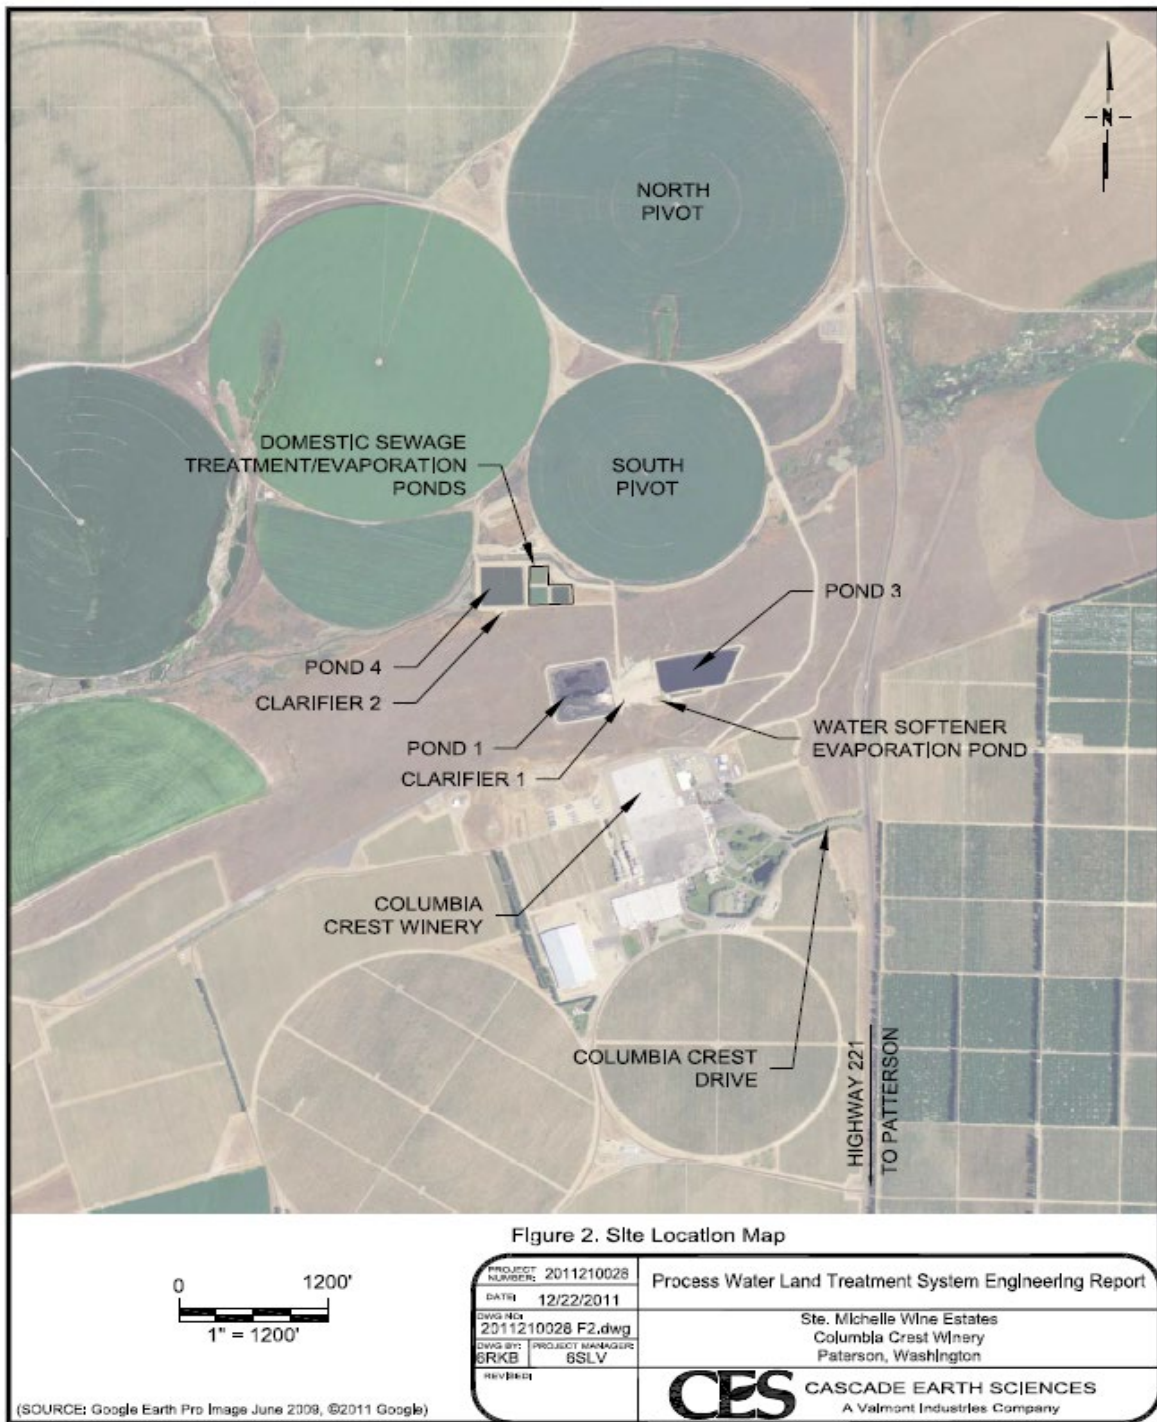 N
NORTH
PIVOT
DOMESTIC SEWAGE
TREATMENT/EVAPORATION
PONDS
SOUTH
PIVOT
POND 3
POND 4
CLARIFIER 2
POND 1
CLARIFIER 1
WATER SOFTENER
EVAPORATION POND
COLUMBIA
CREST WINERY
COLUMBIA CREST
DRIVE
HIGHWAY 221
TO PATTERSON
Figure 2. Site Location Map
0 1200'
1" = 1200'
(SOURCE: Google Earth Pro Image June 2009, ©2011 Google)
PROJECT
NUMBER: 2011210028
DATE: 12/22/2011
DWG NO:
2011210028 F2.dwg
DWG BY: PROJECT MANAGER:
6RKB 6SLV
REVISED:
Process Water Land Treatment System Engineering Report
Ste. Michelle Wine Estates
Columbia Crest Winery
Paterson, Washington
CES CASCADE EARTH SCIENCES
A Valmont Industries Company